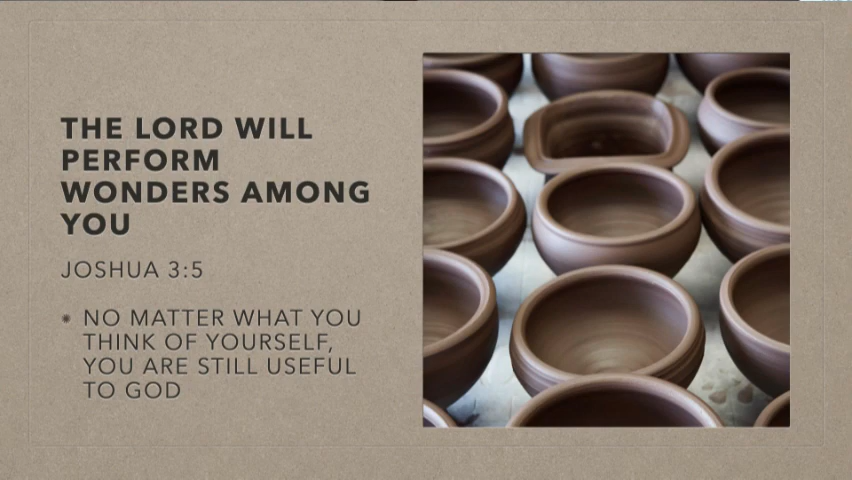 THE LORD WILL
PERFORM
WONDERS AMONG
YOU
JOSHUA 3:5
NO MATTER WHAT YOU
THINK OF YOURSELF,
YOU ARE STILL USEFUL
TO GOD